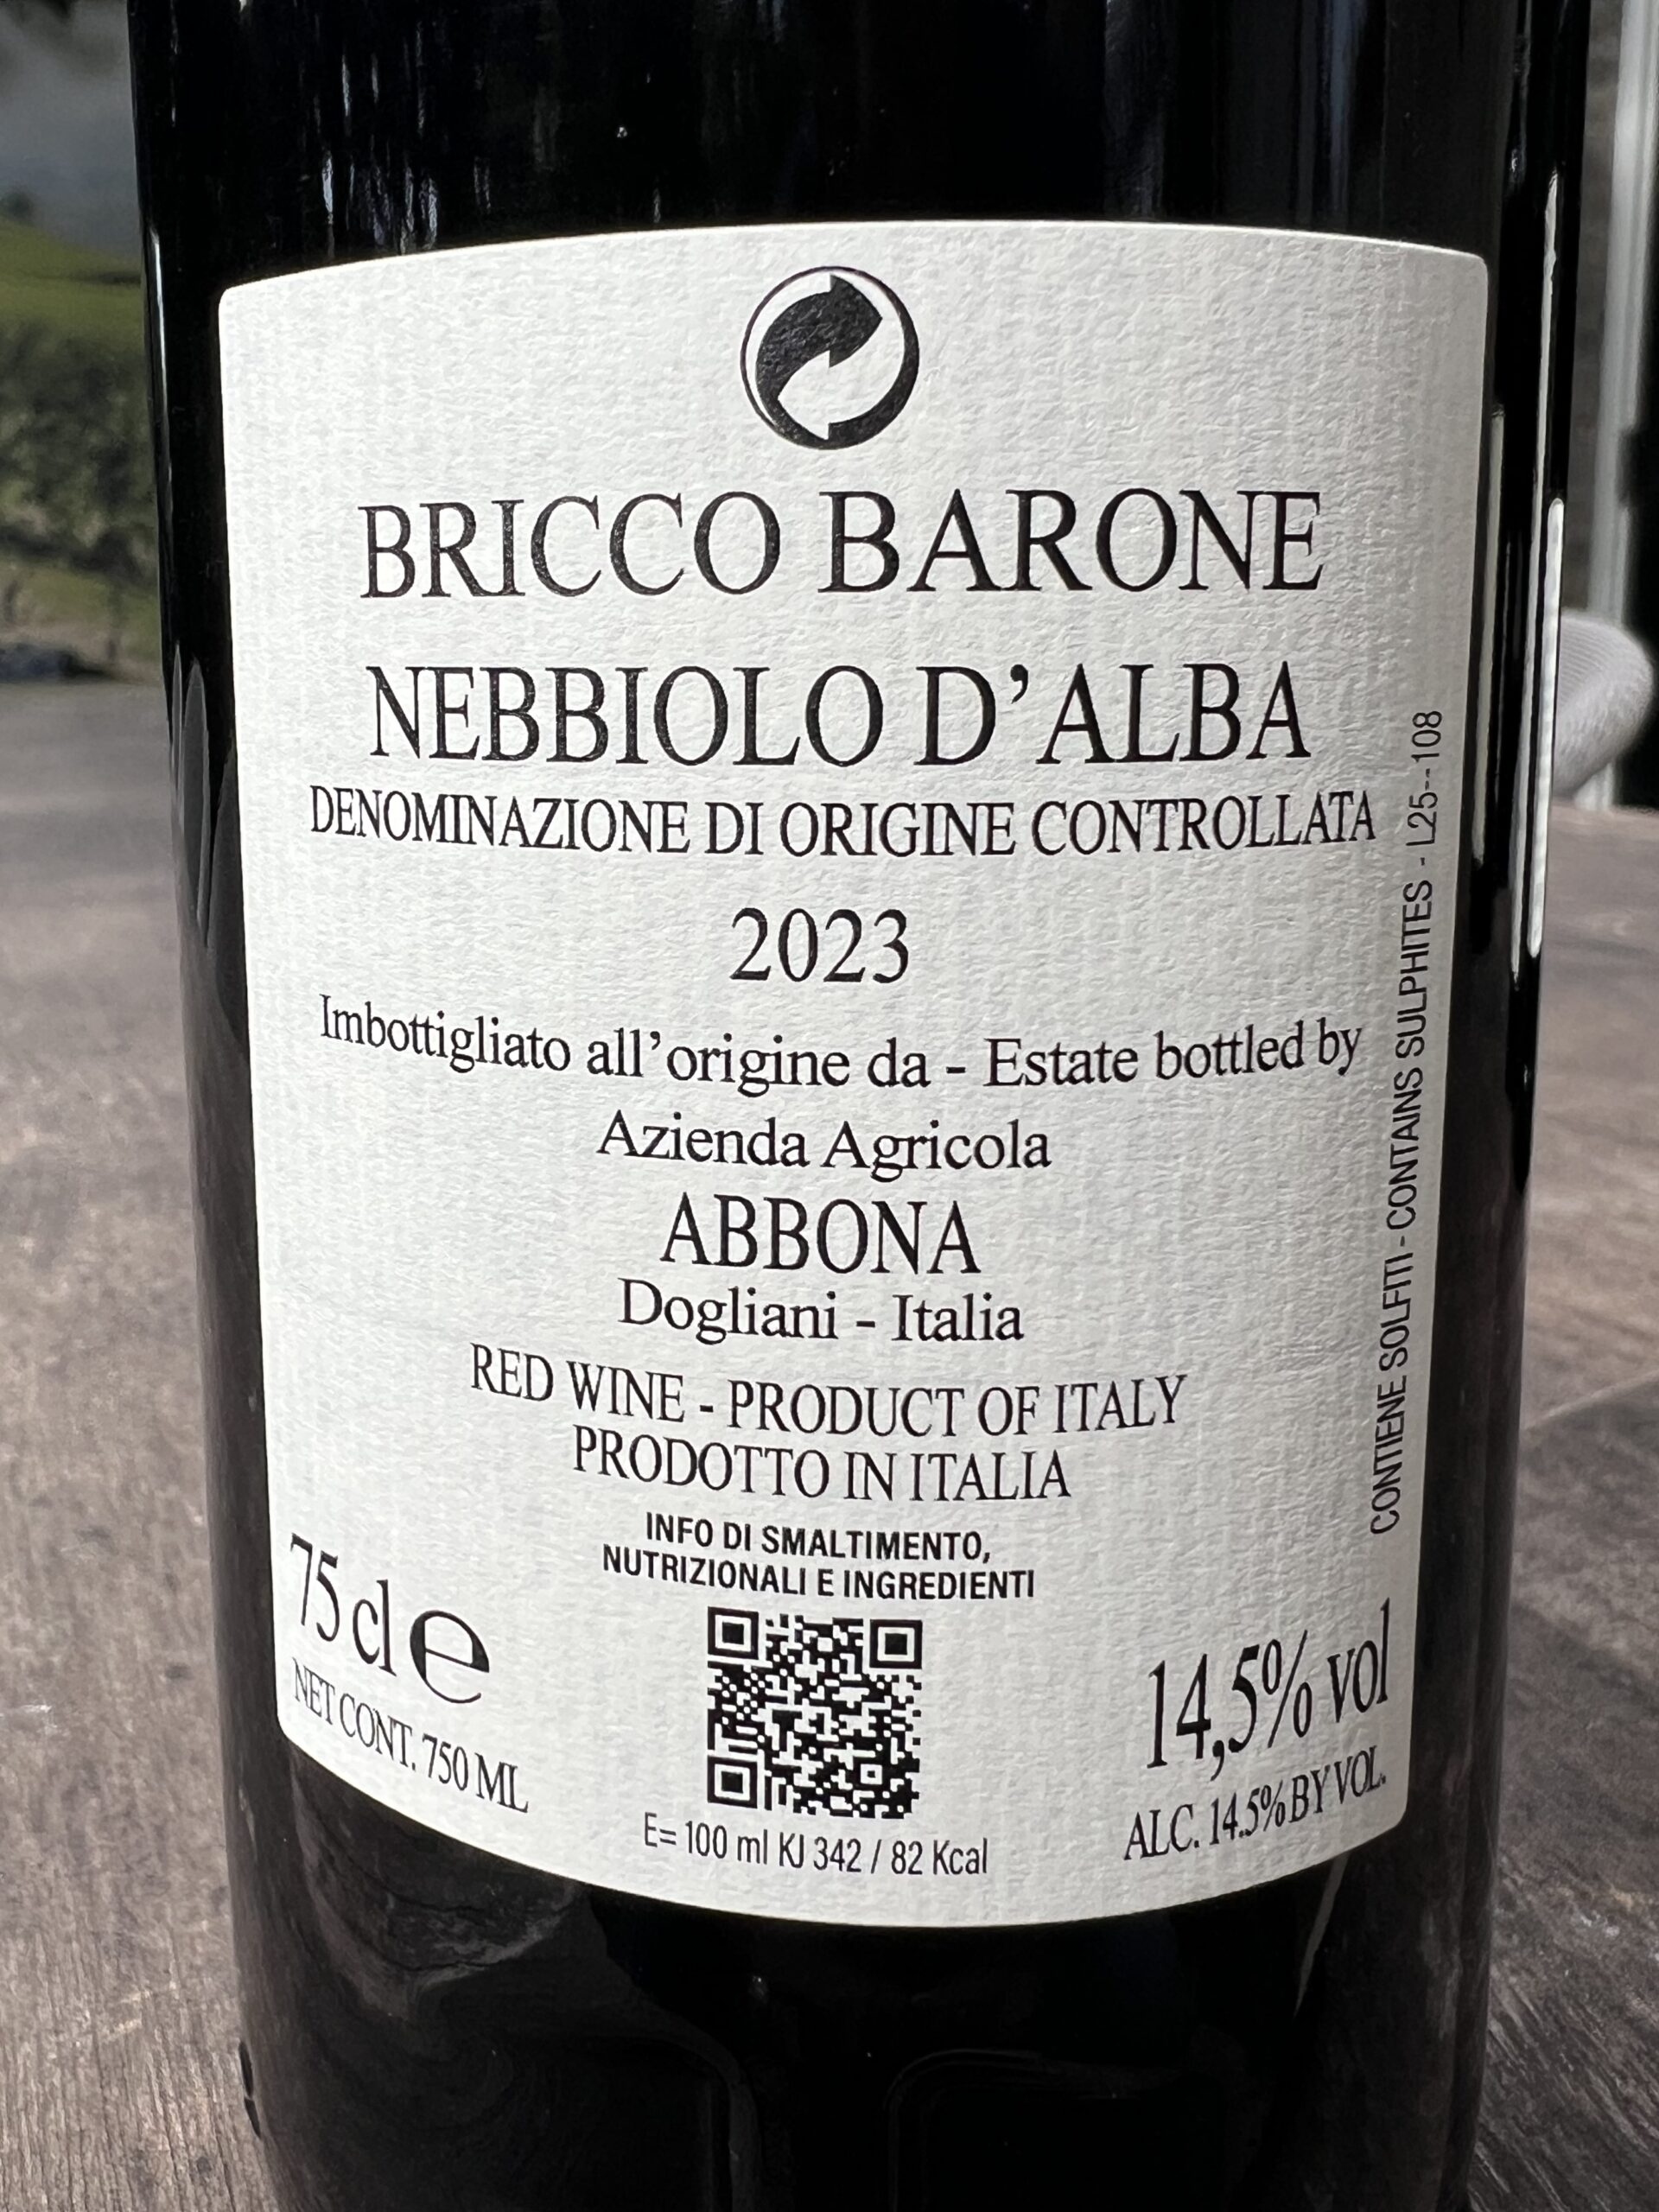 BRICCO BARONE
NEBBIOLO D’ALBA
DENOMINAZIONE DI ORIGINE CONTROLLATA
2023
Imbottigliato all’origine da - Estate bottled by
Azienda Agricola
ABBONA
Dogliani - Italia
RED WINE - PRODUCT OF ITALY
PRODOTTO IN ITALIA
INFO DI SMALTIMENTO,
NUTRIZIONALI E INGREDIENTI
75 cl e
NET CONT. 750 ML
E= 100 ml KJ 342 / 82 Kcal
14,5% vol
ALC. 14.5% BY VOL.
CONTIENE SOLFITI - CONTAINS SULPHITES - L25--108